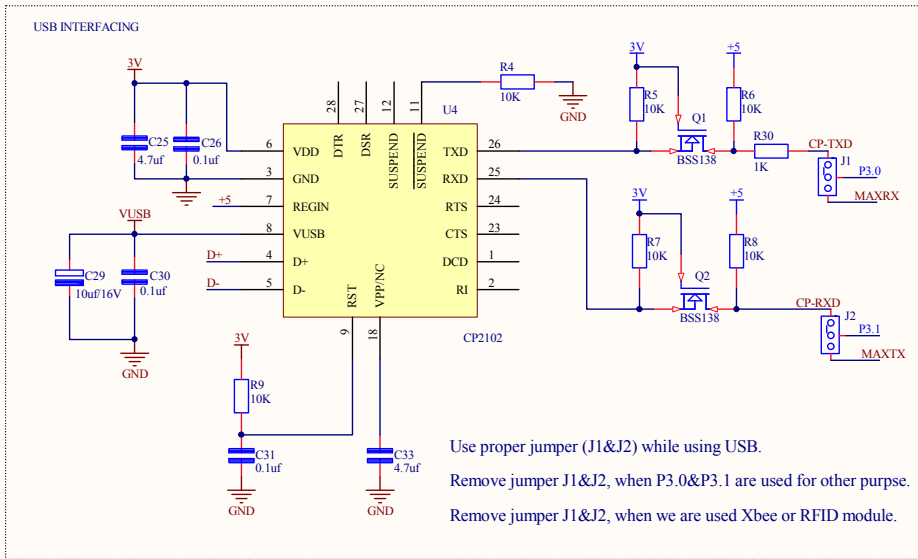 USB INTERFACING
3V
C25
4.7uf
C26
0.1uf
+5
VUSB
C29
10uf/16V
C30
0.1uf
GND
D+
D-
6 VDD
3 GND
7 REGIN
8 VUSB
4 D+
5 D-
28 DTR
27 DSR
12 SUSPEND
11 SUSPEND
U4
TXD 26
RXD 25
RTS 24
CTS 23
DCD 1
RI 2
RST 9
VPP/NC 18
CP2102
R4
10K
GND
3V
R5
10K
Q1
BSS138
+5
R6
10K
R30
1K
CP-TXD
J1
P3.0
MAXRX
3V
R7
10K
Q2
BSS138
+5
R8
10K
CP-RXD
J2
P3.1
MAXTX
3V
R9
10K
C31
0.1uf
GND
C33
4.7uf
GND
Use proper jumper (J1&J2) while using USB.
Remove jumper J1&J2, when P3.0&P3.1 are used for other purpse.
Remove jumper J1&J2, when we are used Xbee or RFID module.